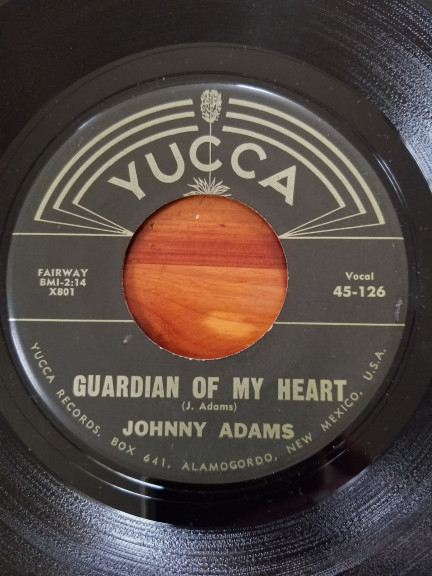 YUCCA
FAIRWAY
BMI-2:14
X801
Vocal
45-126
GUARDIAN OF MY HEART
(J. Adams)
JOHNNY ADAMS
YUCCA RECORDS, BOX 641, ALAMOGORDO, NEW MEXICO, U.S.A.